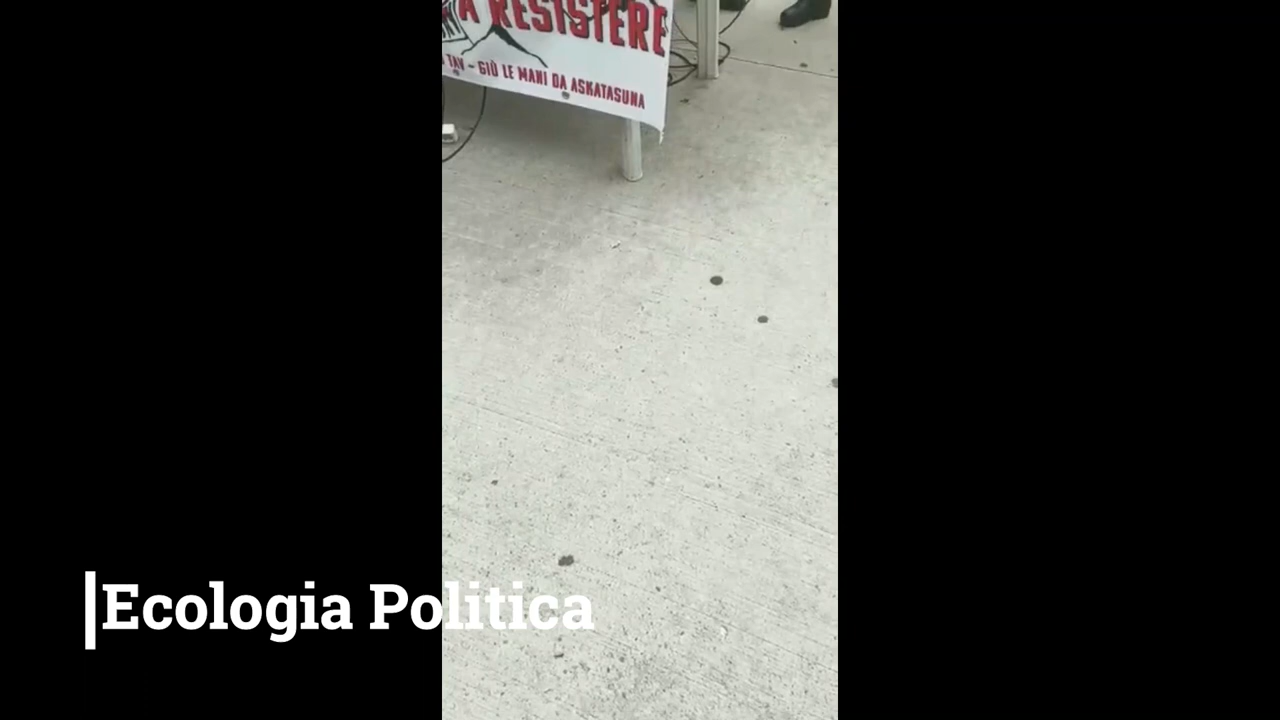 A RESISTERE
TAV - GIÙ LE MANI DA ASKATASUNA
Ecologia Politica